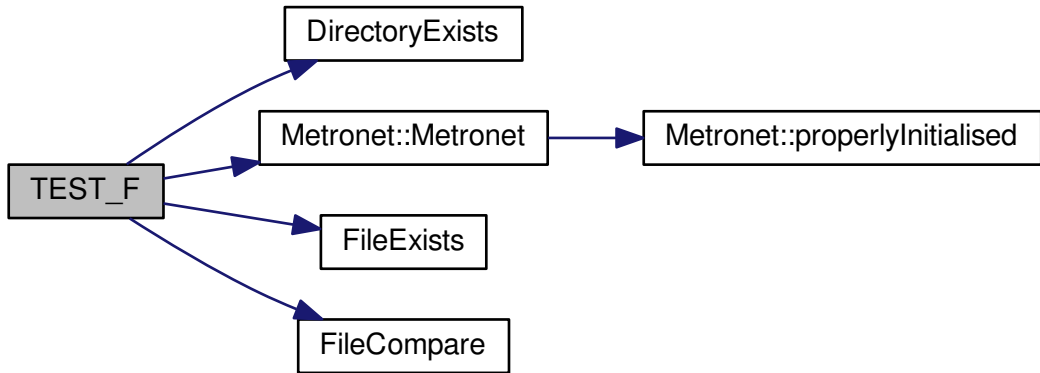 DirectoryExists
Metronet::Metronet
Metronet::properlyInitialised
TEST_F
FileExists
FileCompare